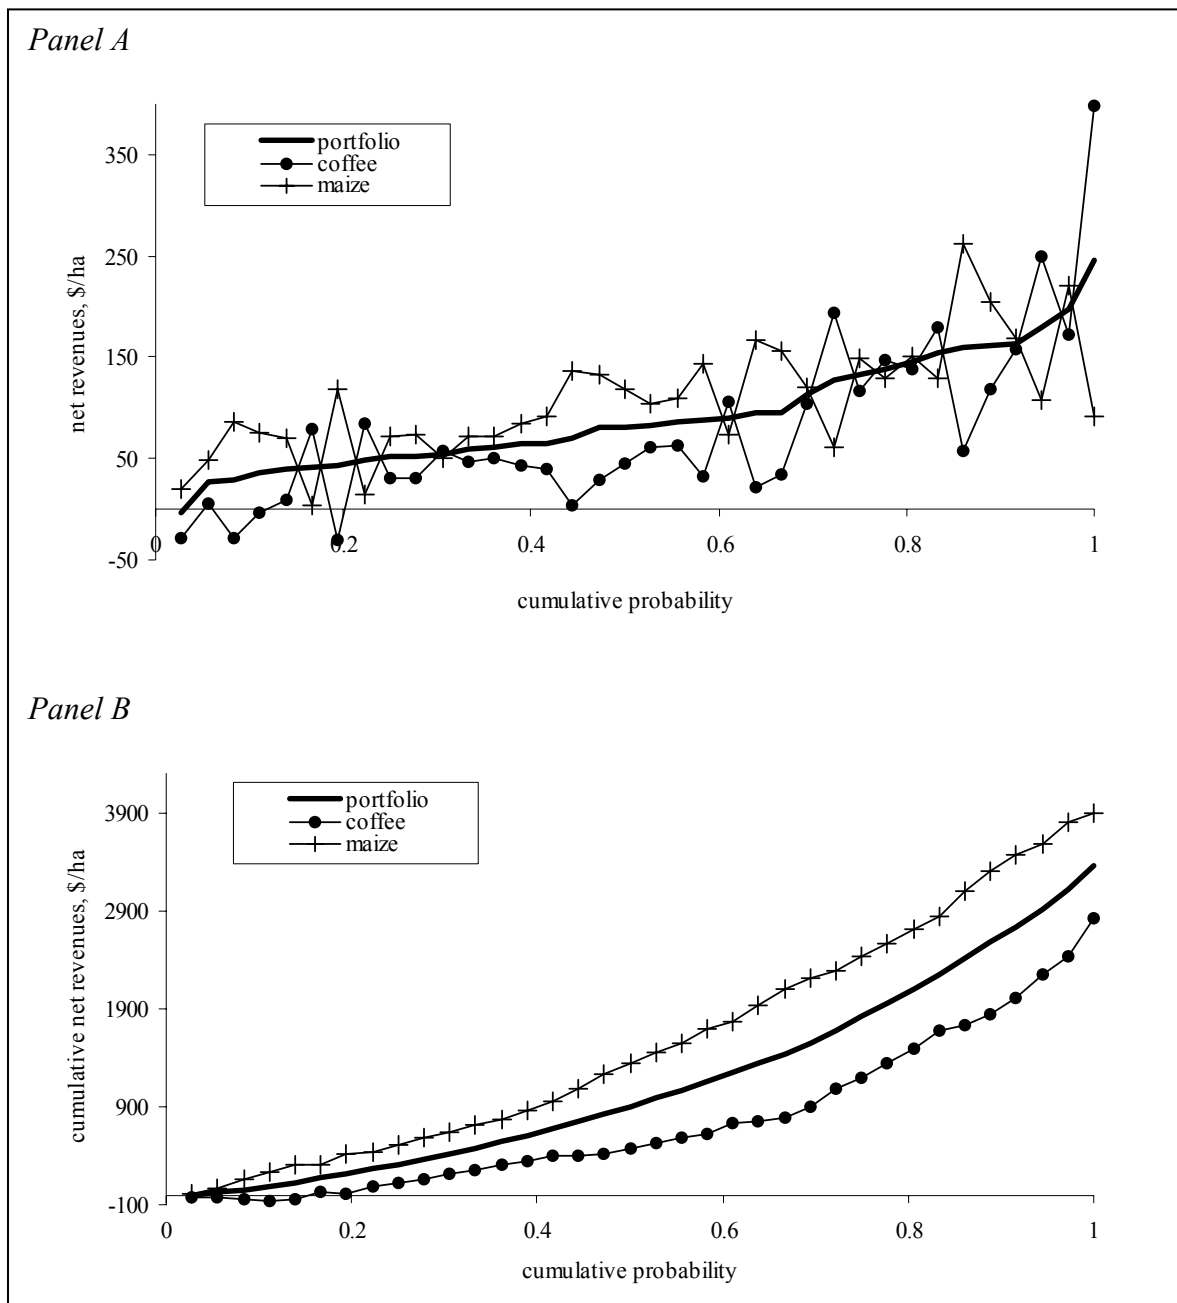 Panel A
portfolio
coffee
maize
net revenues, $/ha
350
250
150
50
-50
0
0.2
0.4
0.6
0.8
1
cumulative probability
Panel B
portfolio
coffee
maize
cumulative net revenues, $/ha
3900
2900
1900
900
-100
0
0.2
0.4
0.6
0.8
1
cumulative probability